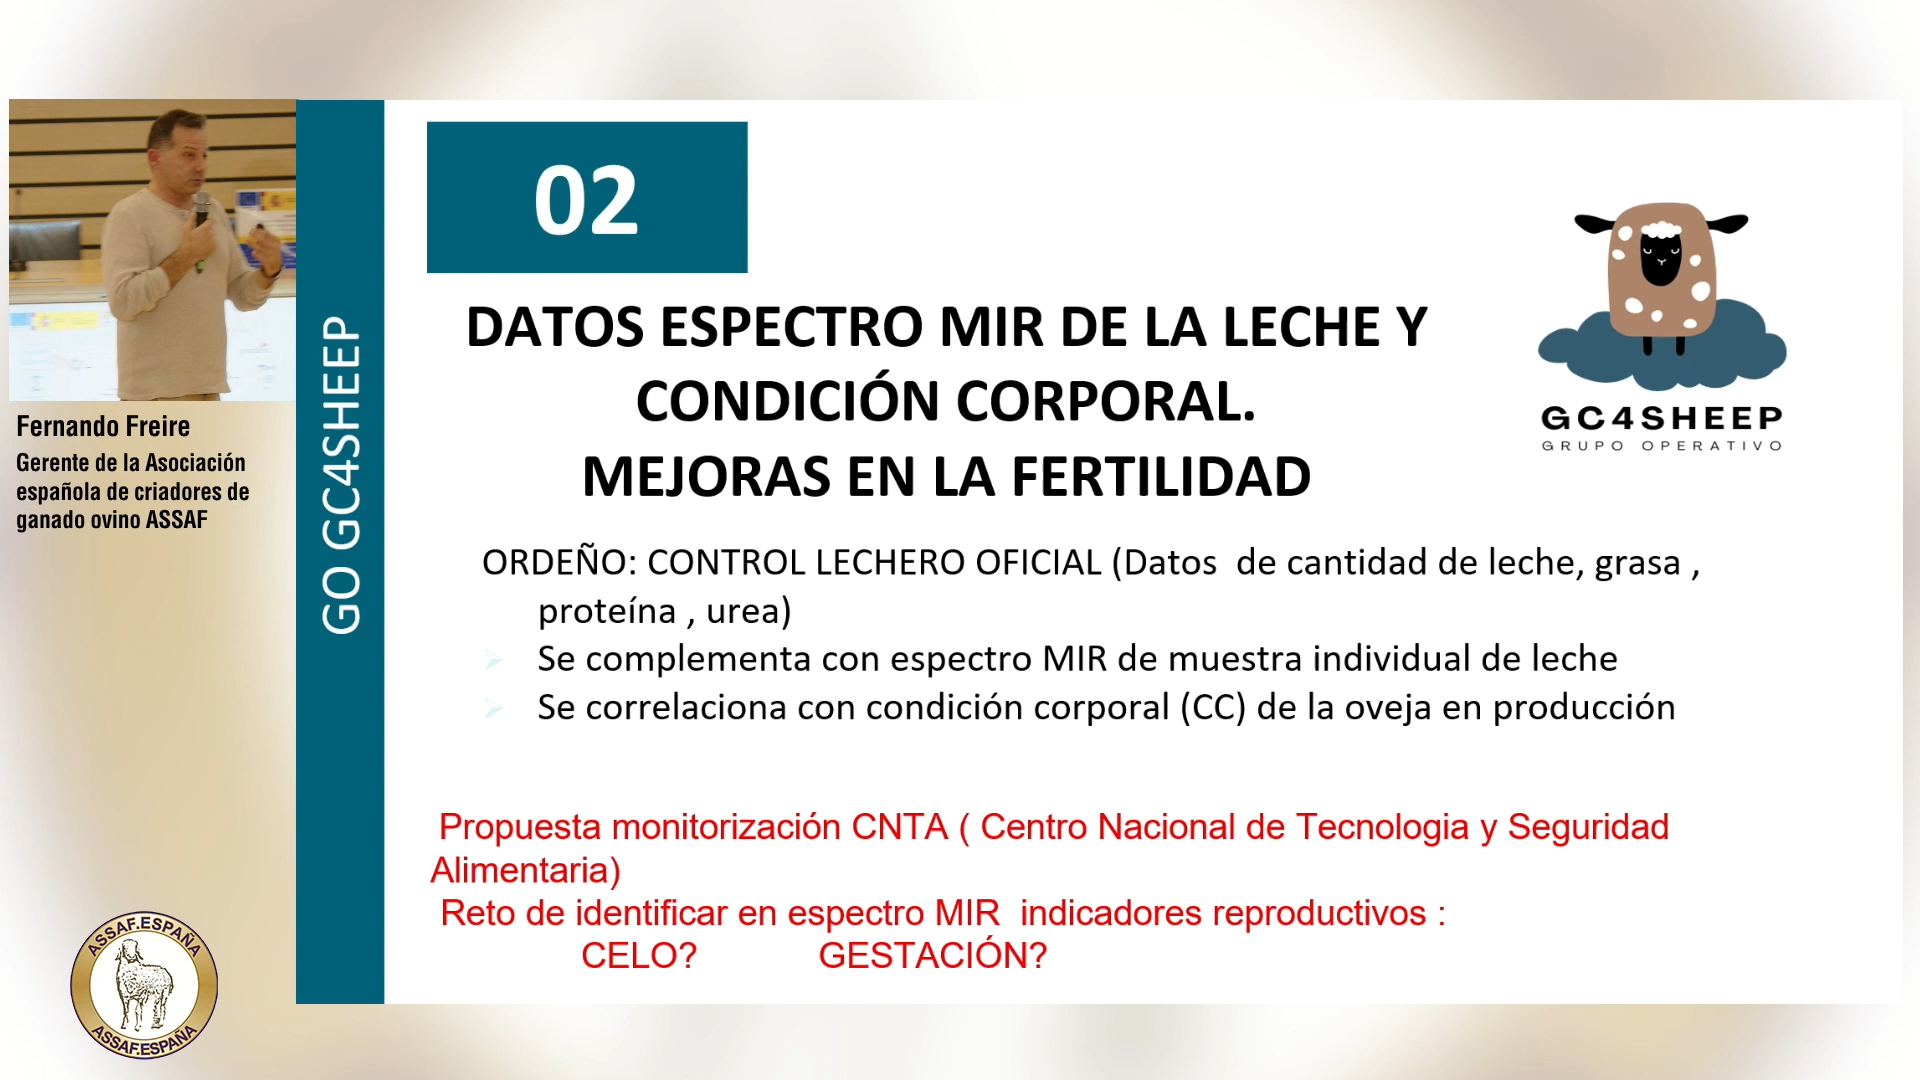 Fernando Freire
Gerente de la Asociación
española de criadores de
ganado ovino ASSAF
ASSAF.ESPAÑA
ASSAF.ESPAÑA
GO GC4SHEEP
02
DATOS ESPECTRO MIR DE LA LECHE Y
CONDICIÓN CORPORAL.
MEJORAS EN LA FERTILIDAD
GC4SHEEP
GRUPO OPERATIVO
ORDEÑO: CONTROL LECHERO OFICIAL (Datos  de cantidad de leche, grasa ,
proteína , urea)
Se complementa con espectro MIR de muestra individual de leche
Se correlaciona con condición corporal (CC) de la oveja en producción
Propuesta monitorización CNTA ( Centro Nacional de Tecnologia y Seguridad
Alimentaria)
Reto de identificar en espectro MIR  indicadores reproductivos :
CELO?          GESTACIÓN?